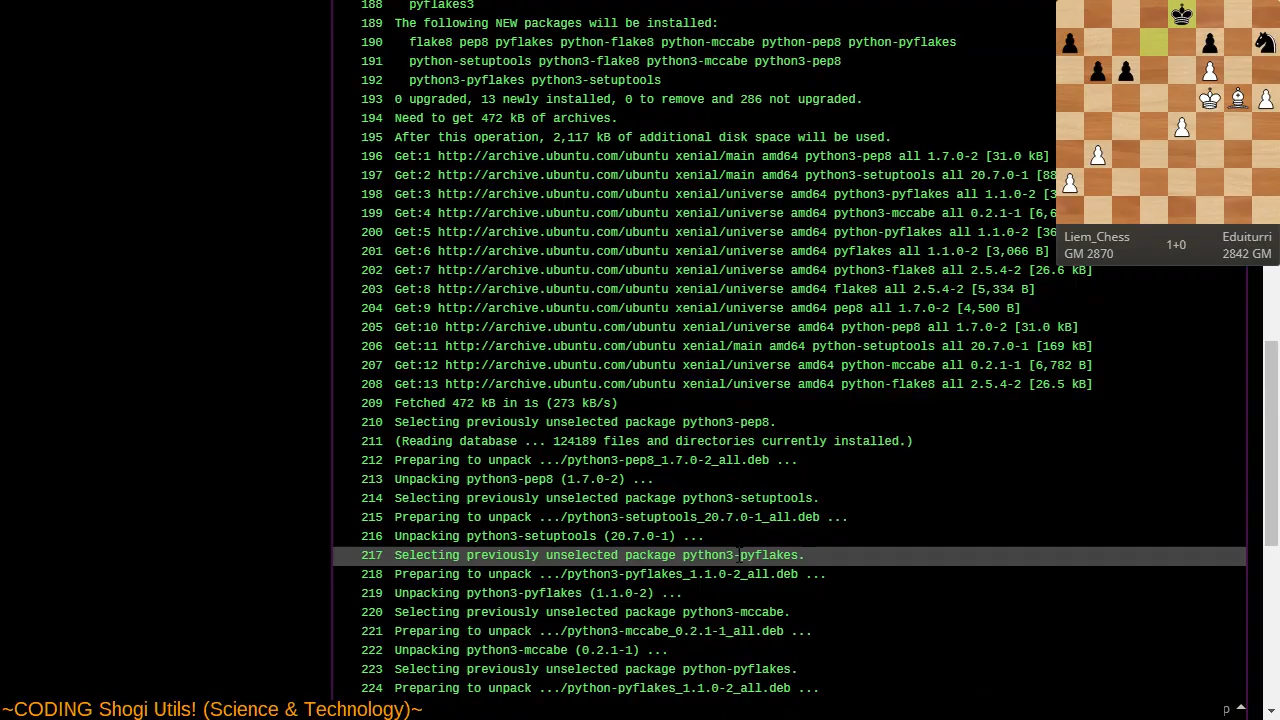 188 pyflakes3
189 The following NEW packages will be installed:
190 flake8 pep8 pyflakes python-flake8 python-mccabe python-pep8 python-pyflakes
191 python-setuptools python3-flake8 python3-mccabe python3-pep8
192 python3-pyflakes python3-setuptools
193 0 upgraded, 13 newly installed, 0 to remove and 286 not upgraded.
194 Need to get 472 kB of archives.
195 After this operation, 2,117 kB of additional disk space will be used.
196 Get:1 http://archive.ubuntu.com/ubuntu xenial/main amd64 python3-pep8 all 1.7.0-2 [31.0 kB]
197 Get:2 http://archive.ubuntu.com/ubuntu xenial/main amd64 python3-setuptools all 20.7.0-1 [88
198 Get:3 http://archive.ubuntu.com/ubuntu xenial/universe amd64 python3-pyflakes all 1.1.0-2 [3
199 Get:4 http://archive.ubuntu.com/ubuntu xenial/universe amd64 python3-mccabe all 0.2.1-1 [6,6
200 Get:5 http://archive.ubuntu.com/ubuntu xenial/universe amd64 python-pyflakes all 1.1.0-2 [36
201 Get:6 http://archive.ubuntu.com/ubuntu xenial/universe amd64 pyflakes all 1.1.0-2 [3,066 B]
202 Get:7 http://archive.ubuntu.com/ubuntu xenial/universe amd64 python3-flake8 all 2.5.4-2 [26.6 kB]
203 Get:8 http://archive.ubuntu.com/ubuntu xenial/universe amd64 flake8 all 2.5.4-2 [5,334 B]
204 Get:9 http://archive.ubuntu.com/ubuntu xenial/universe amd64 pep8 all 1.7.0-2 [4,500 B]
205 Get:10 http://archive.ubuntu.com/ubuntu xenial/universe amd64 python-pep8 all 1.7.0-2 [31.0 kB]
206 Get:11 http://archive.ubuntu.com/ubuntu xenial/main amd64 python-setuptools all 20.7.0-1 [169 kB]
207 Get:12 http://archive.ubuntu.com/ubuntu xenial/universe amd64 python-mccabe all 0.2.1-1 [6,782 B]
208 Get:13 http://archive.ubuntu.com/ubuntu xenial/universe amd64 python-flake8 all 2.5.4-2 [26.5 kB]
209 Fetched 472 kB in 1s (273 kB/s)
210 Selecting previously unselected package python3-pep8.
211 (Reading database ... 124189 files and directories currently installed.)
212 Preparing to unpack .../python3-pep8_1.7.0-2_all.deb ...
213 Unpacking python3-pep8 (1.7.0-2) ...
214 Selecting previously unselected package python3-setuptools.
215 Preparing to unpack .../python3-setuptools_20.7.0-1_all.deb ...
216 Unpacking python3-setuptools (20.7.0-1) ...
217 Selecting previously unselected package python3-pyflakes.
218 Preparing to unpack .../python3-pyflakes_1.1.0-2_all.deb ...
219 Unpacking python3-pyflakes (1.1.0-2) ...
220 Selecting previously unselected package python3-mccabe.
221 Preparing to unpack .../python3-mccabe_0.2.1-1_all.deb ...
222 Unpacking python3-mccabe (0.2.1-1) ...
223 Selecting previously unselected package python-pyflakes.
224 Preparing to unpack .../python-pyflakes_1.1.0-2_all.deb ...
Liem_Chess 1+0 Eduiturri
GM 2870 2842 GM
~CODING Shogi Utils! (Science & Technology)~
p